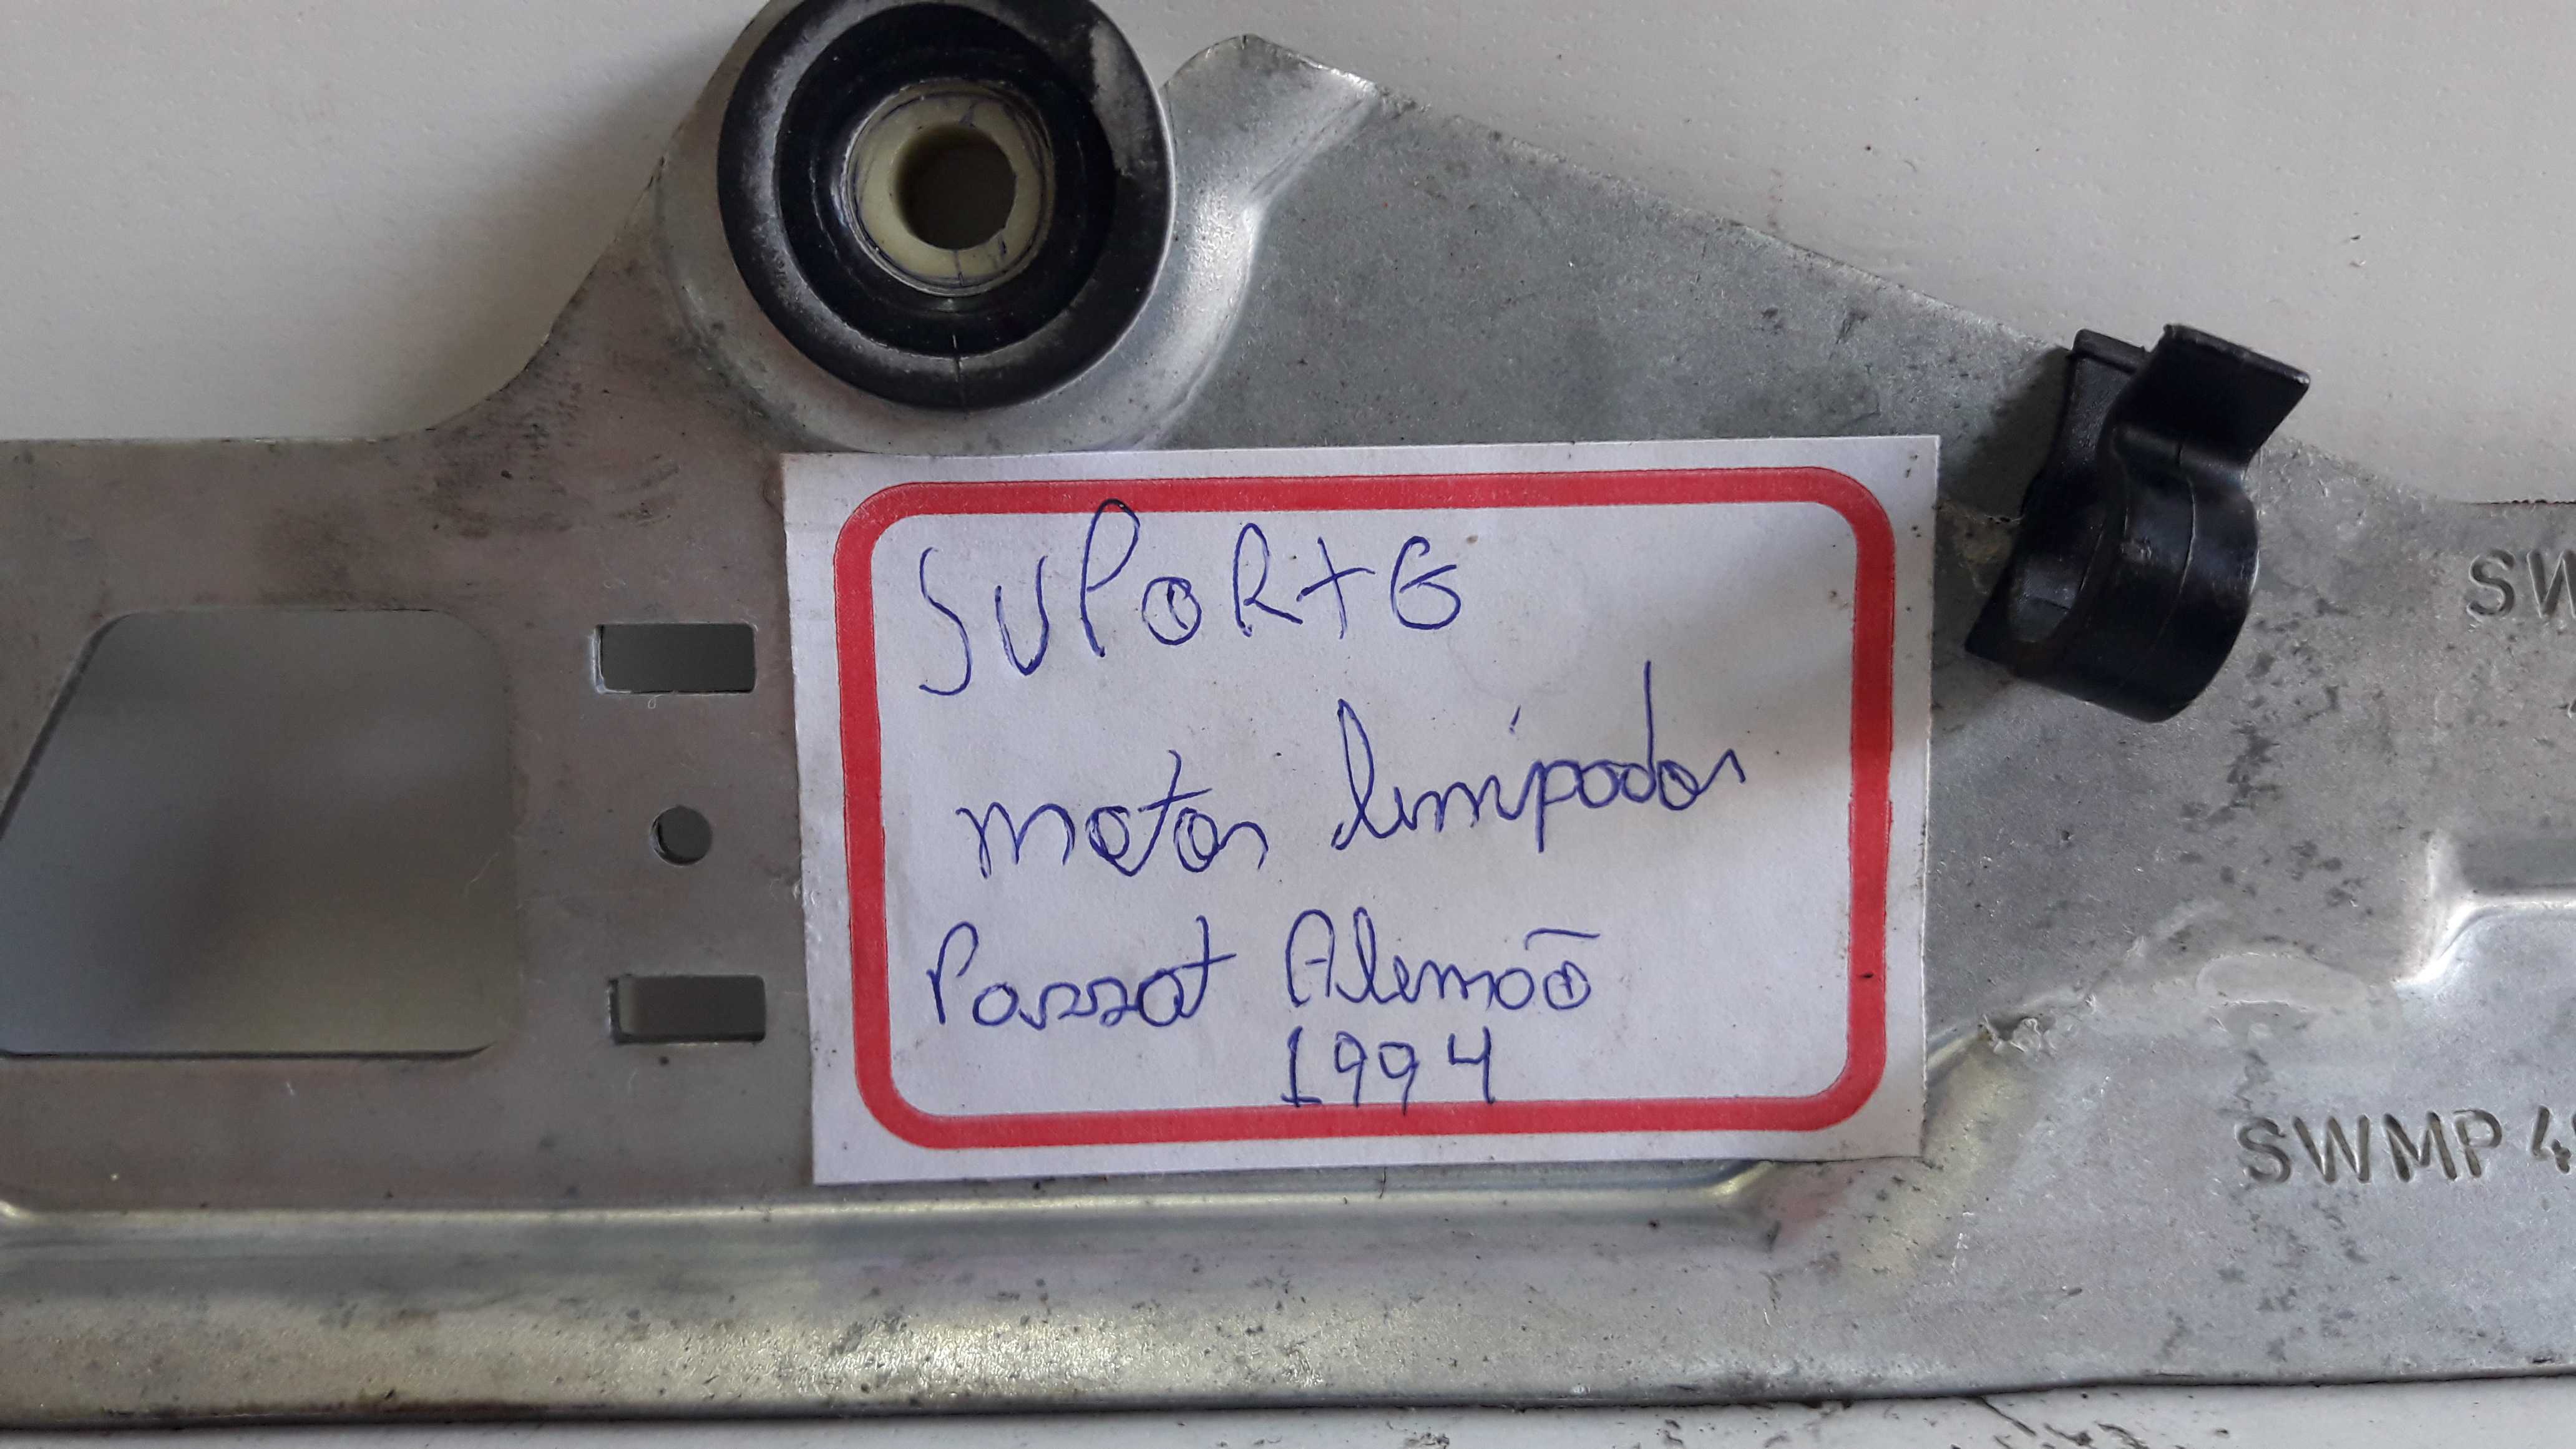 SUPORTE
motor limpador
Passat Alemão
1994
SW
SWMP 4